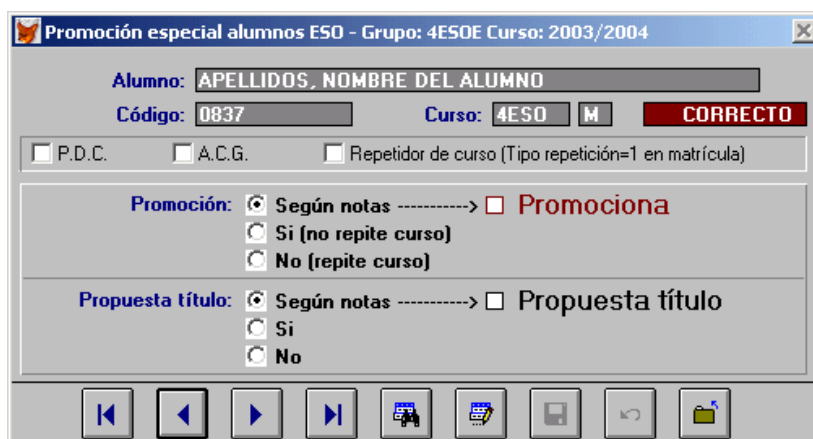 Promoción especial alumnos ESO - Grupo: 4ESOE Curso: 2003/2004
Alumno: APELLIDOS, NOMBRE DEL ALUMNO
Código: 0837 Curso: 4ESO M CORRECTO
P.D.C. A.C.G. Repetidor de curso (Tipo repetición=1 en matrícula)
Promoción: Según notas -----------> Promociona
Si (no repite curso)
No (repite curso)
Propuesta título: Según notas -----------> Propuesta título
Si
No